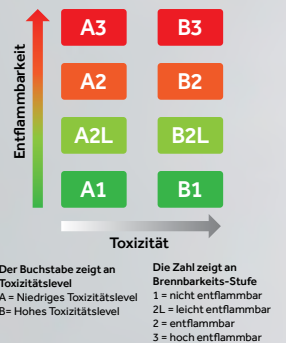 Entflammbarkeit
A3 B3
A2 B2
A2L B2L
A1 B1
Toxizität
Der Buchstabe zeigt an
Toxizitätslevel
A = Niedriges Toxizitätslevel
B= Hohes Toxizitätslevel
Die Zahl zeigt an
Brennbarkeits-Stufe
1 = nicht entflammbar
2L = leicht entflammbar
2 = entflammbar
3 = hoch entflammbar